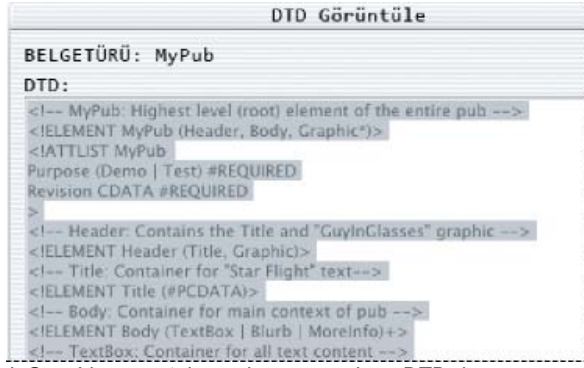 DTD Görüntüle
BELGETÜRÜ: MyPub
DTD:
<!-- MyPub: Highest level (root) element of the entire pub -->
<!ELEMENT MyPub (Header, Body, Graphic*)>
<!ATTLIST MyPub
Purpose (Demo | Test) #REQUIRED
Revision CDATA #REQUIRED
>
<!-- Header: Contains the Title and "GuyInGlasses" graphic -->
<!ELEMENT Header (Title, Graphic)>
<!-- Title: Container for "Star Flight" text-->
<!ELEMENT Title (#PCDATA)>
<!-- Body: Container for main context of pub -->
<!ELEMENT Body (TextBox | Blurb | MoreInfo)+>
<!-- TextBox: Container for all text content -->